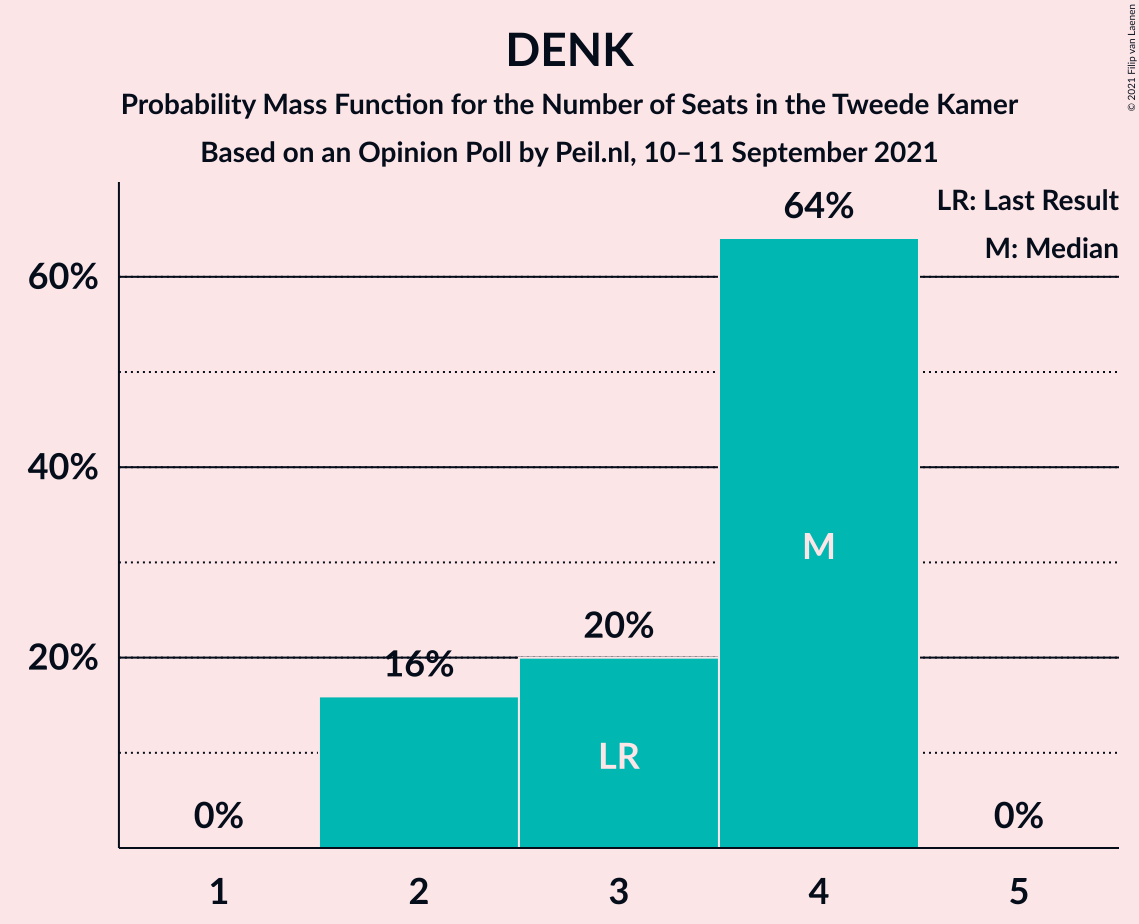 DENK
Probability Mass Function for the Number of Seats in the Tweede Kamer
Based on an Opinion Poll by Peil.nl, 10–11 September 2021
© 2021 Filip van Laenen
LR: Last Result
M: Median
64%
60%
40%
M
20%
20%
16%
LR
0%
0%
1 2 3 4 5